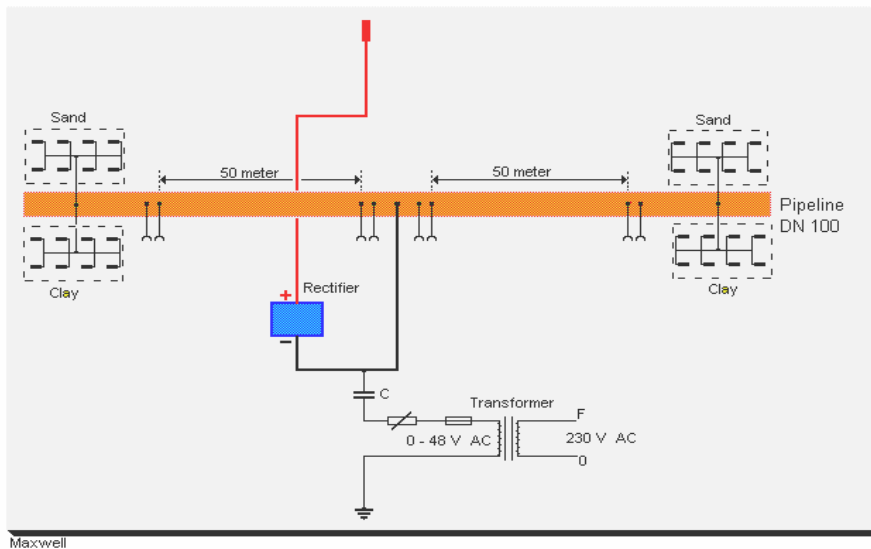 Sand
Sand
50 meter
50 meter
Pipeline
DN 100
Clay
Clay
+
Rectifier
−
C
Transformer
F
0 - 48 V AC
230 V AC
0
Maxwell